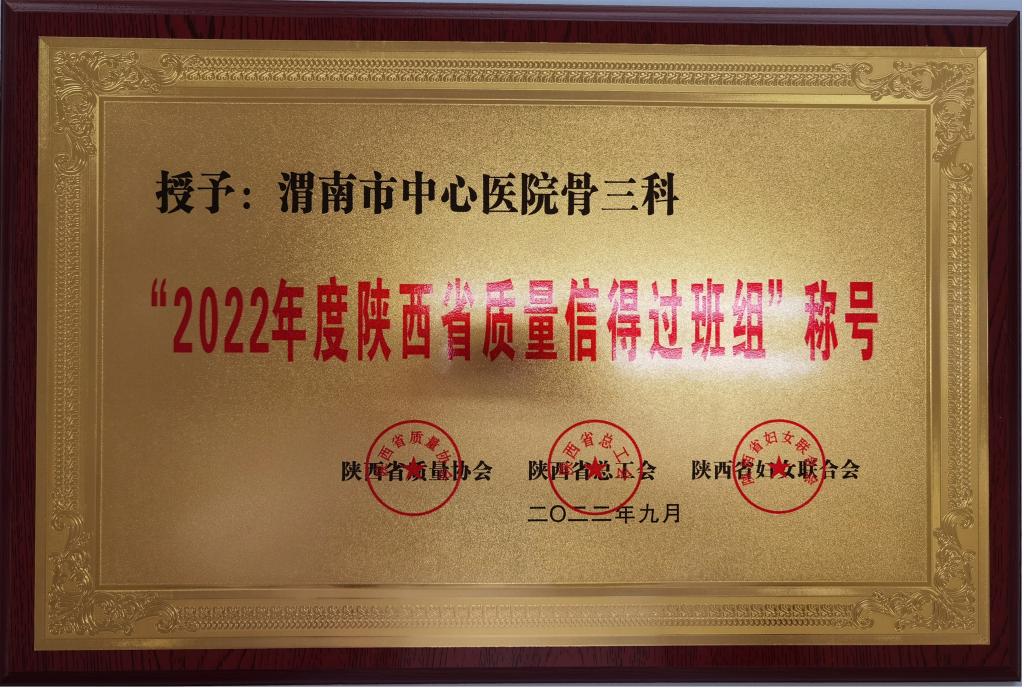 授予：渭南市中心医院骨三科
“2022年度陕西省质量信得过班组”称号
陕西省质量协会 陕西省总工会 陕西省妇女联合会
二〇二二年九月